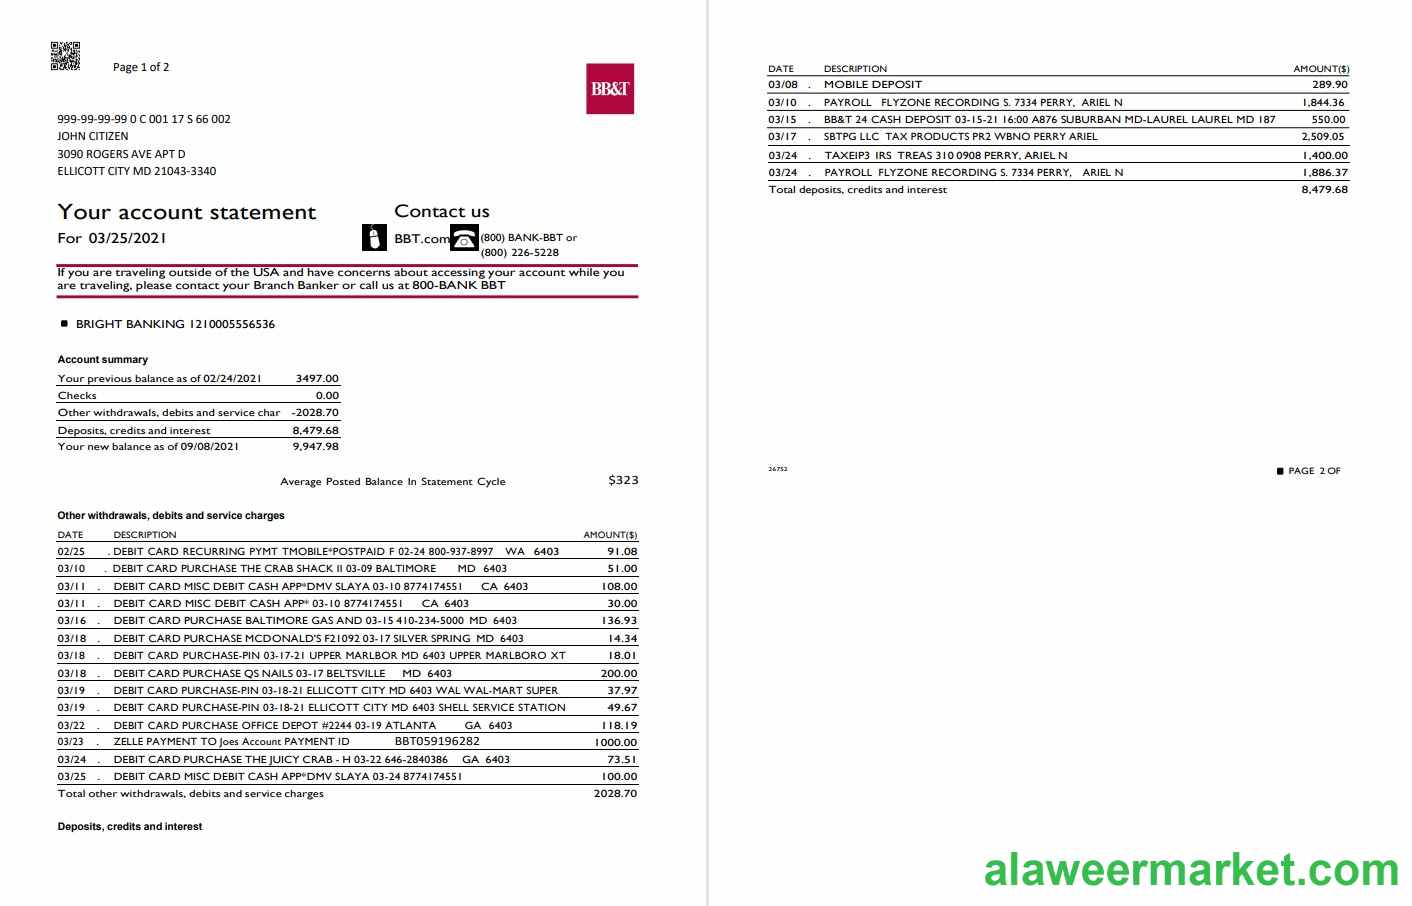 Page 1 of 2
BB&T
999-99-99-99 0 C 001 17 S 66 002
JOHN CITIZEN
3090 ROGERS AVE APT D
ELLICOTT CITY MD 21043-3340
Your account statement
For 03/25/2021
Contact us
BBT.com (800) BANK-BBT or
(800) 226-5228
If you are traveling outside of the USA and have concerns about accessing your account while you
are traveling, please contact your Branch Banker or call us at 800-BANK BBT
■ BRIGHT BANKING 1210005556536
Account summary
Your previous balance as of 02/24/2021 3497.00
Checks 0.00
Other withdrawals, debits and service char -2028.70
Deposits, credits and interest 8,479.68
Your new balance as of 09/08/2021 9,947.98
Average Posted Balance In Statement Cycle $323
Other withdrawals, debits and service charges
DATE DESCRIPTION AMOUNT($)
02/25 . DEBIT CARD RECURRING PYMT TMOBILE*POSTPAID F 02-24 800-937-8997 WA 6403 91.08
03/10 . DEBIT CARD PURCHASE THE CRAB SHACK II 03-09 BALTIMORE MD 6403 51.00
03/11 . DEBIT CARD MISC DEBIT CASH APP*DMV SLAYA 03-10 8774174551 CA 6403 108.00
03/11 . DEBIT CARD MISC DEBIT CASH APP* 03-10 8774174551 CA 6403 30.00
03/16 . DEBIT CARD PURCHASE BALTIMORE GAS AND 03-15 410-234-5000 MD 6403 136.93
03/18 . DEBIT CARD PURCHASE MCDONALD'S F21092 03-17 SILVER SPRING MD 6403 14.34
03/18 . DEBIT CARD PURCHASE-PIN 03-17-21 UPPER MARLBOR MD 6403 UPPER MARLBORO XT 18.01
03/18 . DEBIT CARD PURCHASE QS NAILS 03-17 BELTSVILLE MD 6403 200.00
03/19 . DEBIT CARD PURCHASE-PIN 03-18-21 ELLICOTT CITY MD 6403 WAL WAL-MART SUPER 37.97
03/19 . DEBIT CARD PURCHASE-PIN 03-18-21 ELLICOTT CITY MD 6403 SHELL SERVICE STATION 49.67
03/22 . DEBIT CARD PURCHASE OFFICE DEPOT #2244 03-19 ATLANTA GA 6403 118.19
03/23 . ZELLE PAYMENT TO Joes Account PAYMENT ID BBT059196282 1000.00
03/24 . DEBIT CARD PURCHASE THE JUICY CRAB - H 03-22 646-2840386 GA 6403 73.51
03/25 . DEBIT CARD MISC DEBIT CASH APP*DMV SLAYA 03-24 8774174551 100.00
Total other withdrawals, debits and service charges 2028.70
Deposits, credits and interest
DATE DESCRIPTION AMOUNT($)
03/08 . MOBILE DEPOSIT 289.90
03/10 . PAYROLL FLYZONE RECORDING S. 7334 PERRY, ARIEL N 1,844.36
03/15 . BB&T 24 CASH DEPOSIT 03-15-21 16:00 A876 SUBURBAN MD-LAUREL LAUREL MD 187 550.00
03/17 . SBTPG LLC TAX PRODUCTS PR2 WBNO PERRY ARIEL 2,509.05
03/24 . TAXEIP3 IRS TREAS 310 0908 PERRY, ARIEL N 1,400.00
03/24 . PAYROLL FLYZONE RECORDING S. 7334 PERRY, ARIEL N 1,886.37
Total deposits, credits and interest 8,479.68
26752
■ PAGE 2 OF
alaweermarket.com